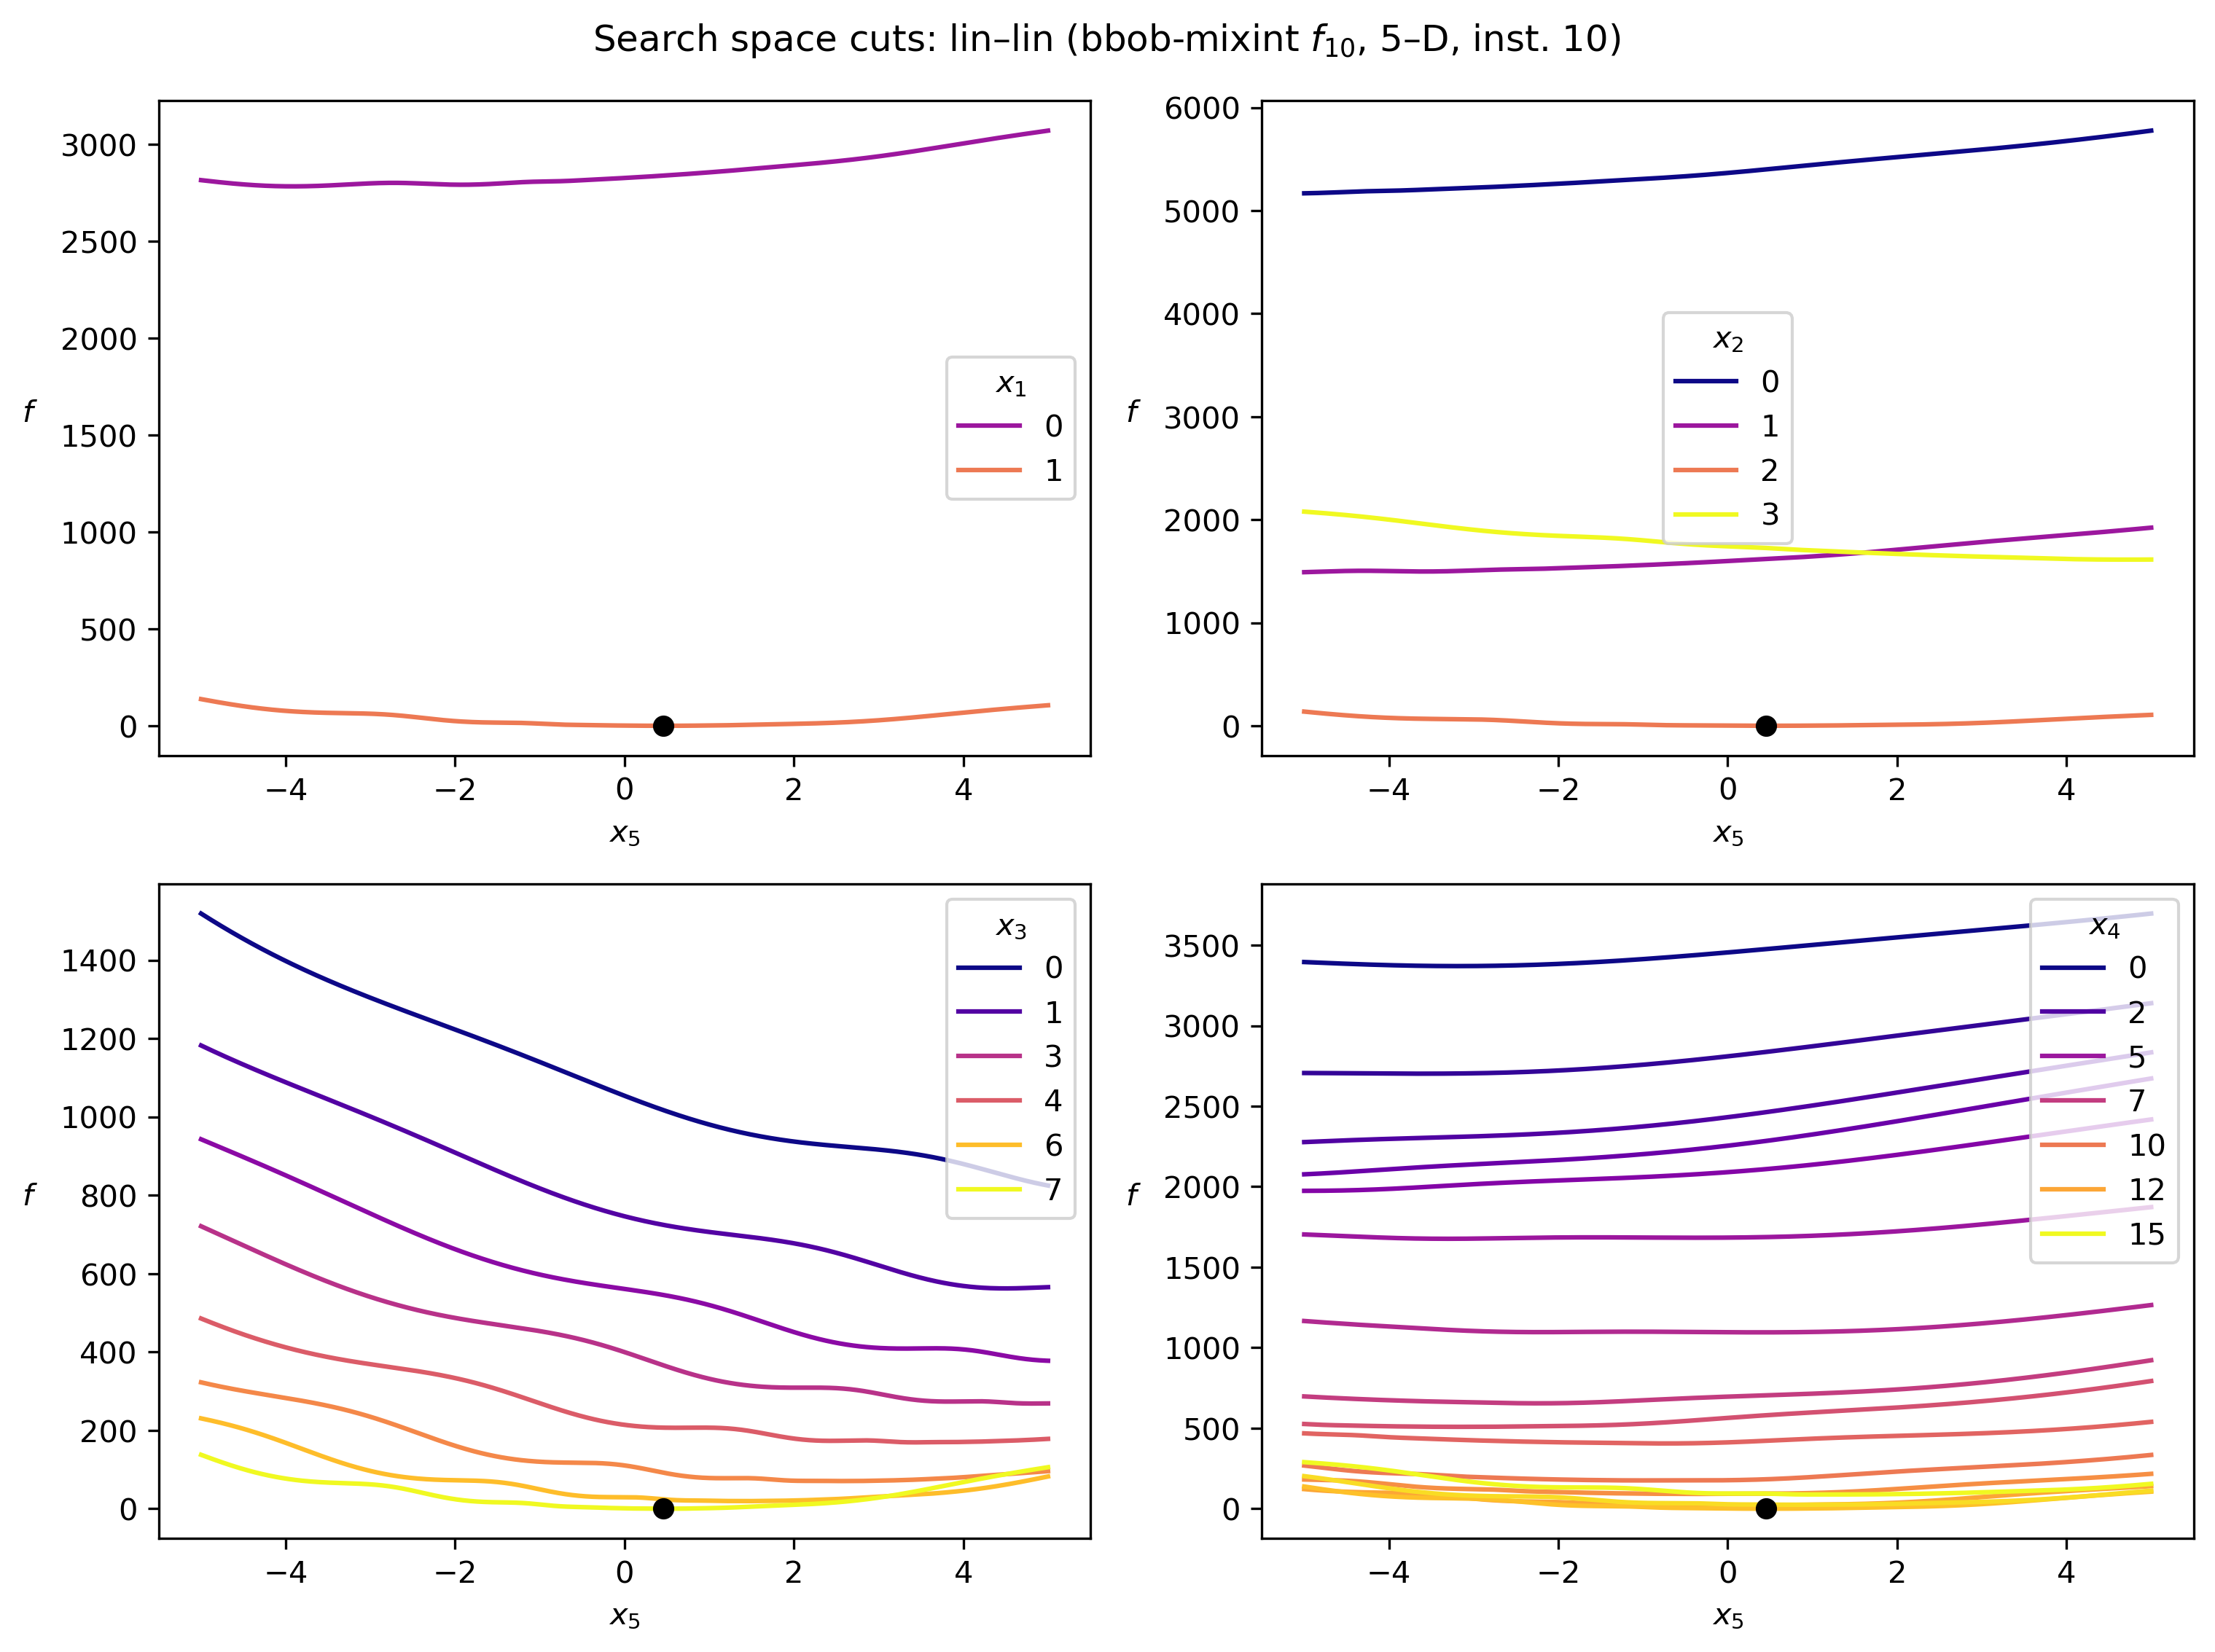 Search space cuts: lin–lin (bbob-mixint f₁₀, 5–D, inst. 10)
3000
2500
2000
1500
1000
500
0
f
x₁
0
1
−4 −2 0 2 4
x₅
6000
5000
4000
3000
2000
1000
0
f
x₂
0
1
2
3
−4 −2 0 2 4
x₅
1400
1200
1000
800
600
400
200
0
f
x₃
0
1
3
4
6
7
−4 −2 0 2 4
x₅
3500
3000
2500
2000
1500
1000
500
0
f
x₄
0
2
5
7
10
12
15
−4 −2 0 2 4
x₅